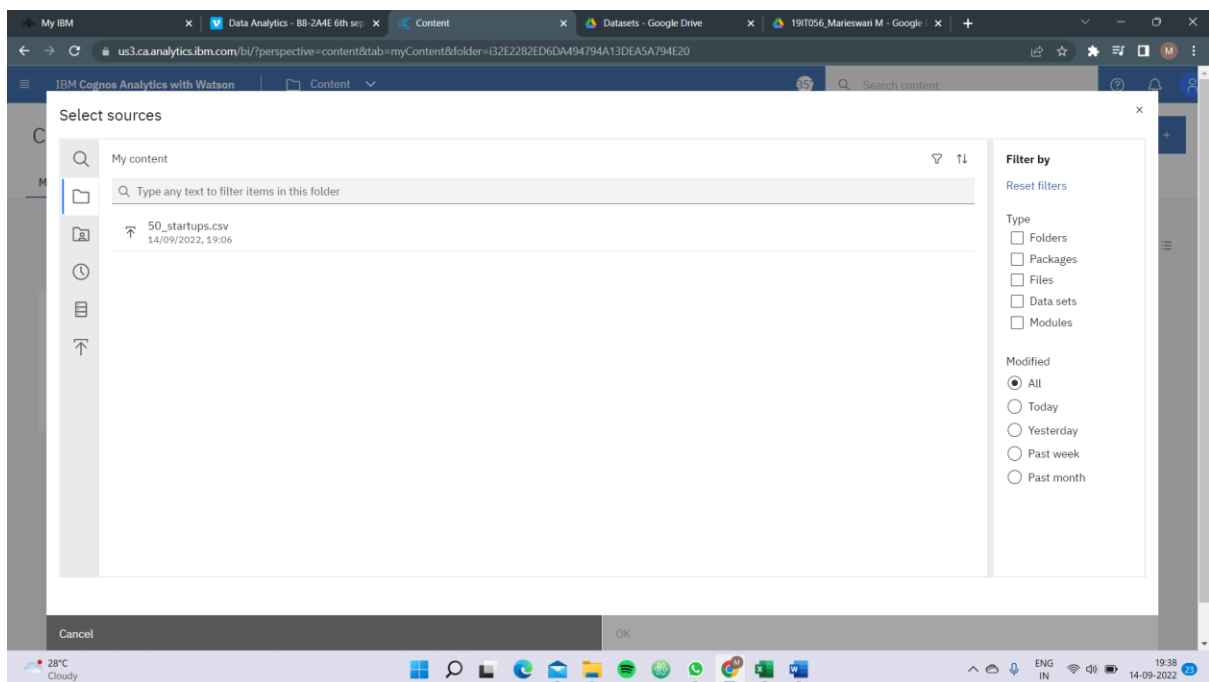 My IBM
Data Analytics - B8-2A4E 6th sep
Content
Datasets - Google Drive
19IT056_Marieswari M - Google
us3.ca.analytics.ibm.com/bi/?perspective=content&tab=myContent&folder=i32E2282ED6DA494794A13DEA5A794E20
M
IBM Cognos Analytics with Watson
Content
Search content
Select sources
My content
Type any text to filter items in this folder
50_startups.csv
14/09/2022, 19:06
Filter by
Reset filters
Type
Folders
Packages
Files
Data sets
Modules
Modified
All
Today
Yesterday
Past week
Past month
Cancel
OK
28°C
Cloudy
ENG
IN
19:38
14-09-2022
23